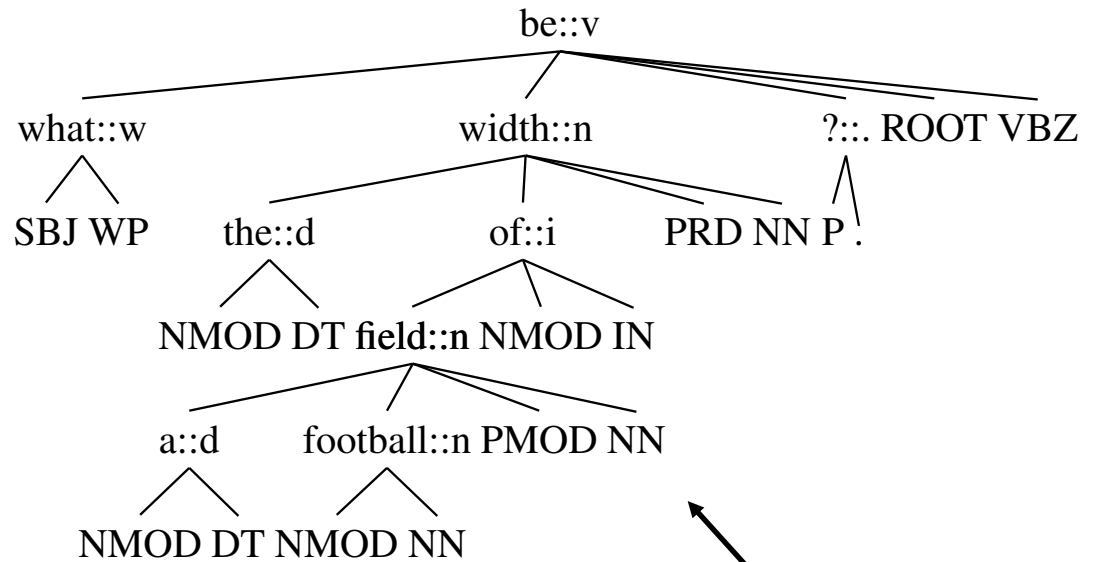 be::v
what::w width::n ?::. ROOT VBZ
SBJ WP the::d of::i PRD NN P .
NMOD DT field::n NMOD IN
a::d football::n PMOD NN
NMOD DT NMOD NN